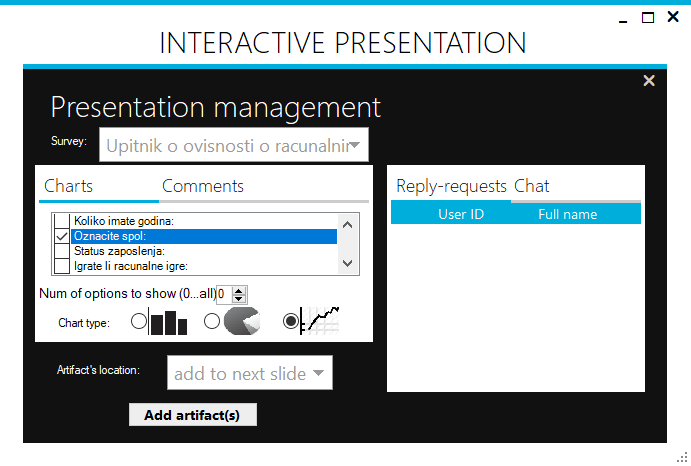 INTERACTIVE PRESENTATION
Presentation management
Survey:
Upitnik o ovisnosti o racunalnir
Charts
Comments
Koliko imate godina:
Oznacite spol:
Status zaposlenja:
Igrate li racunalne igre:
Num of options to show (0...all)
0
Chart type:
Artifact's location:
add to next slide
Add artifact(s)
Reply-requests
Chat
User ID
Full name